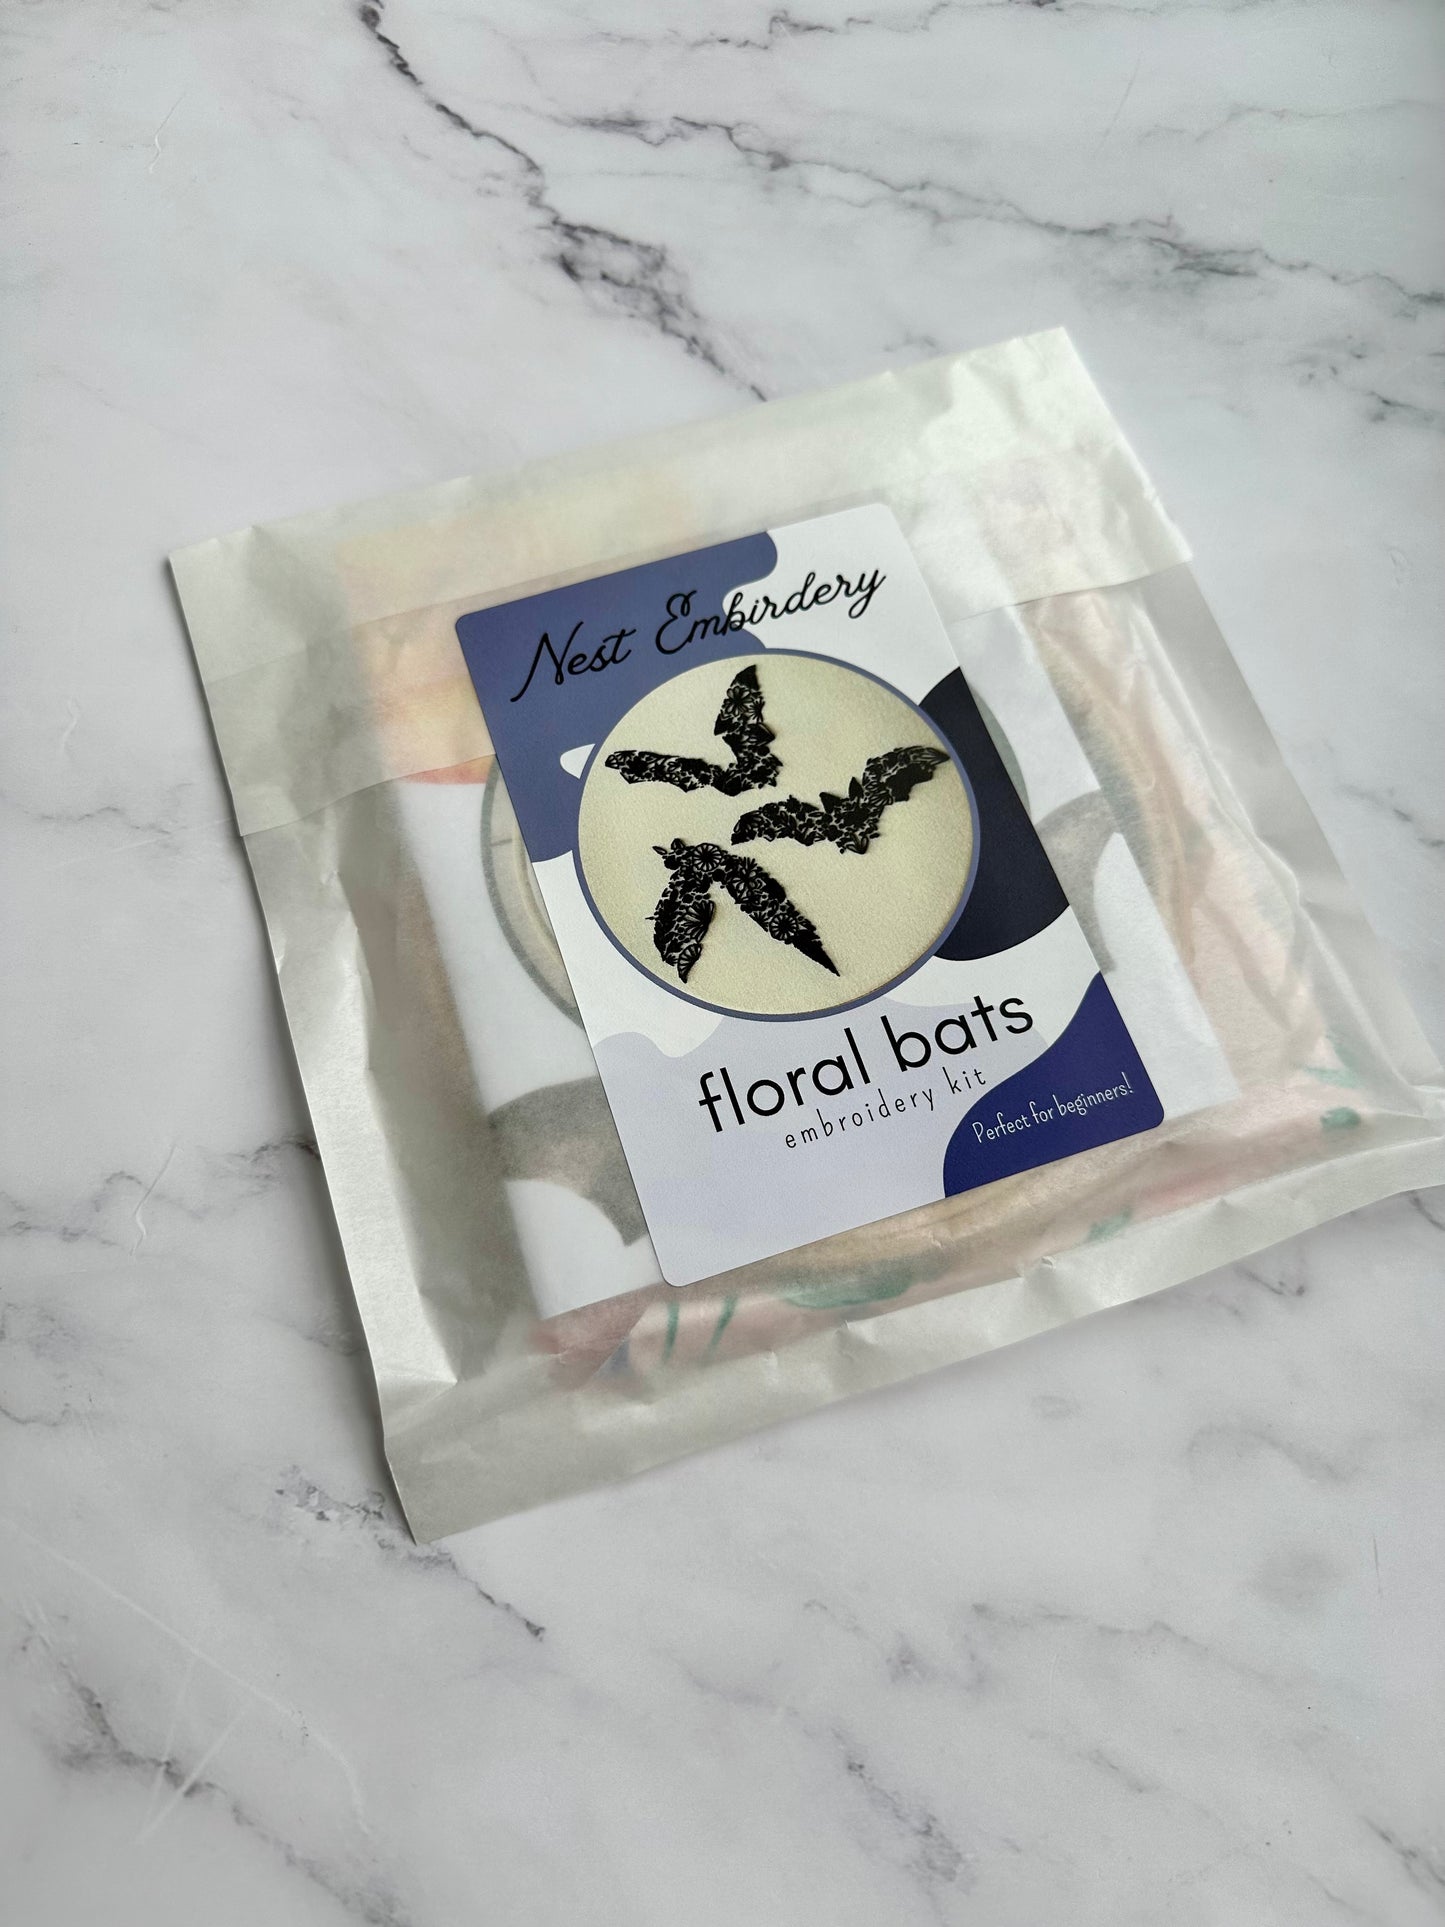 Nest Embirdery
floral bats
embroidery kit
Perfect for beginners!